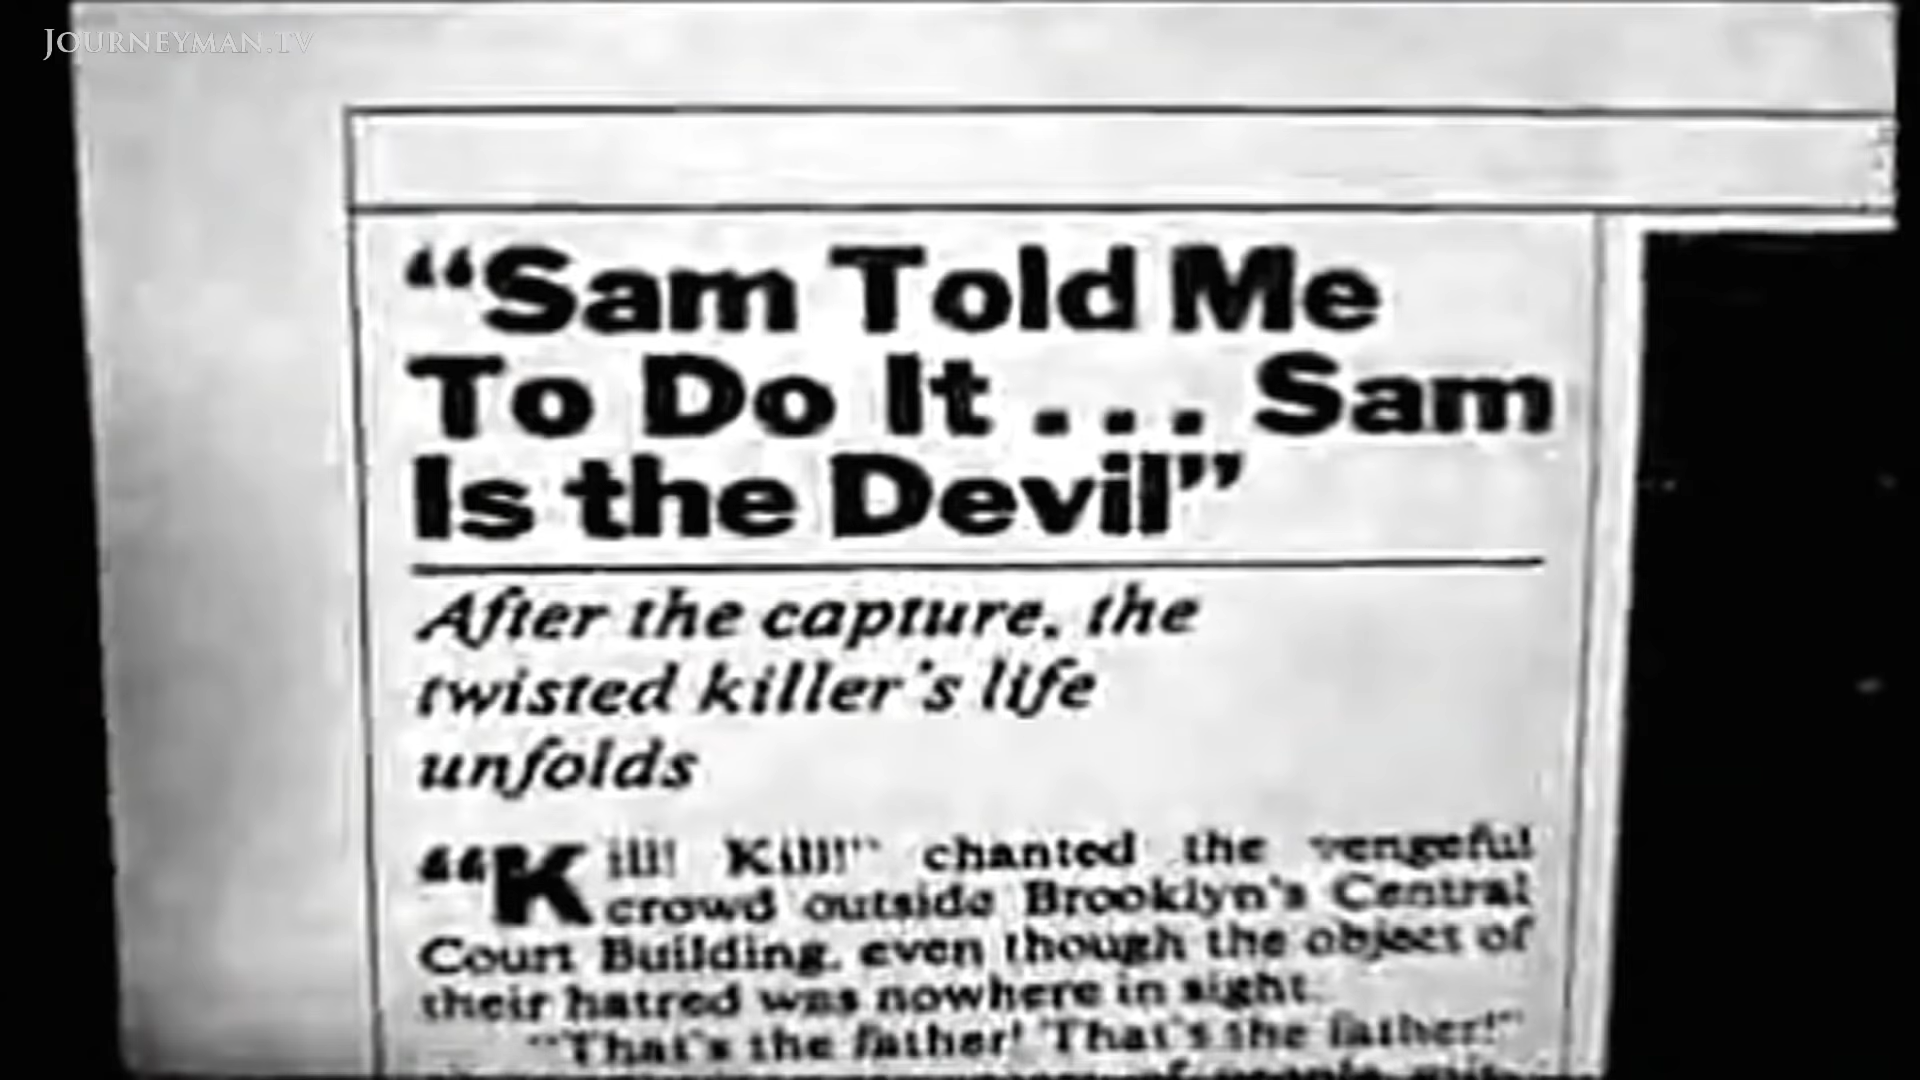 JOURNEYMAN.TV
“Sam Told Me
To Do It... Sam
Is the Devil”
After the capture, the
twisted killer's life
unfolds
“Kill! Kill!” chanted the vengeful
crowd outside Brooklyn's Central
Court Building, even though the object of
their hatred was nowhere in sight.
“That's the father! That's the father!”
of people